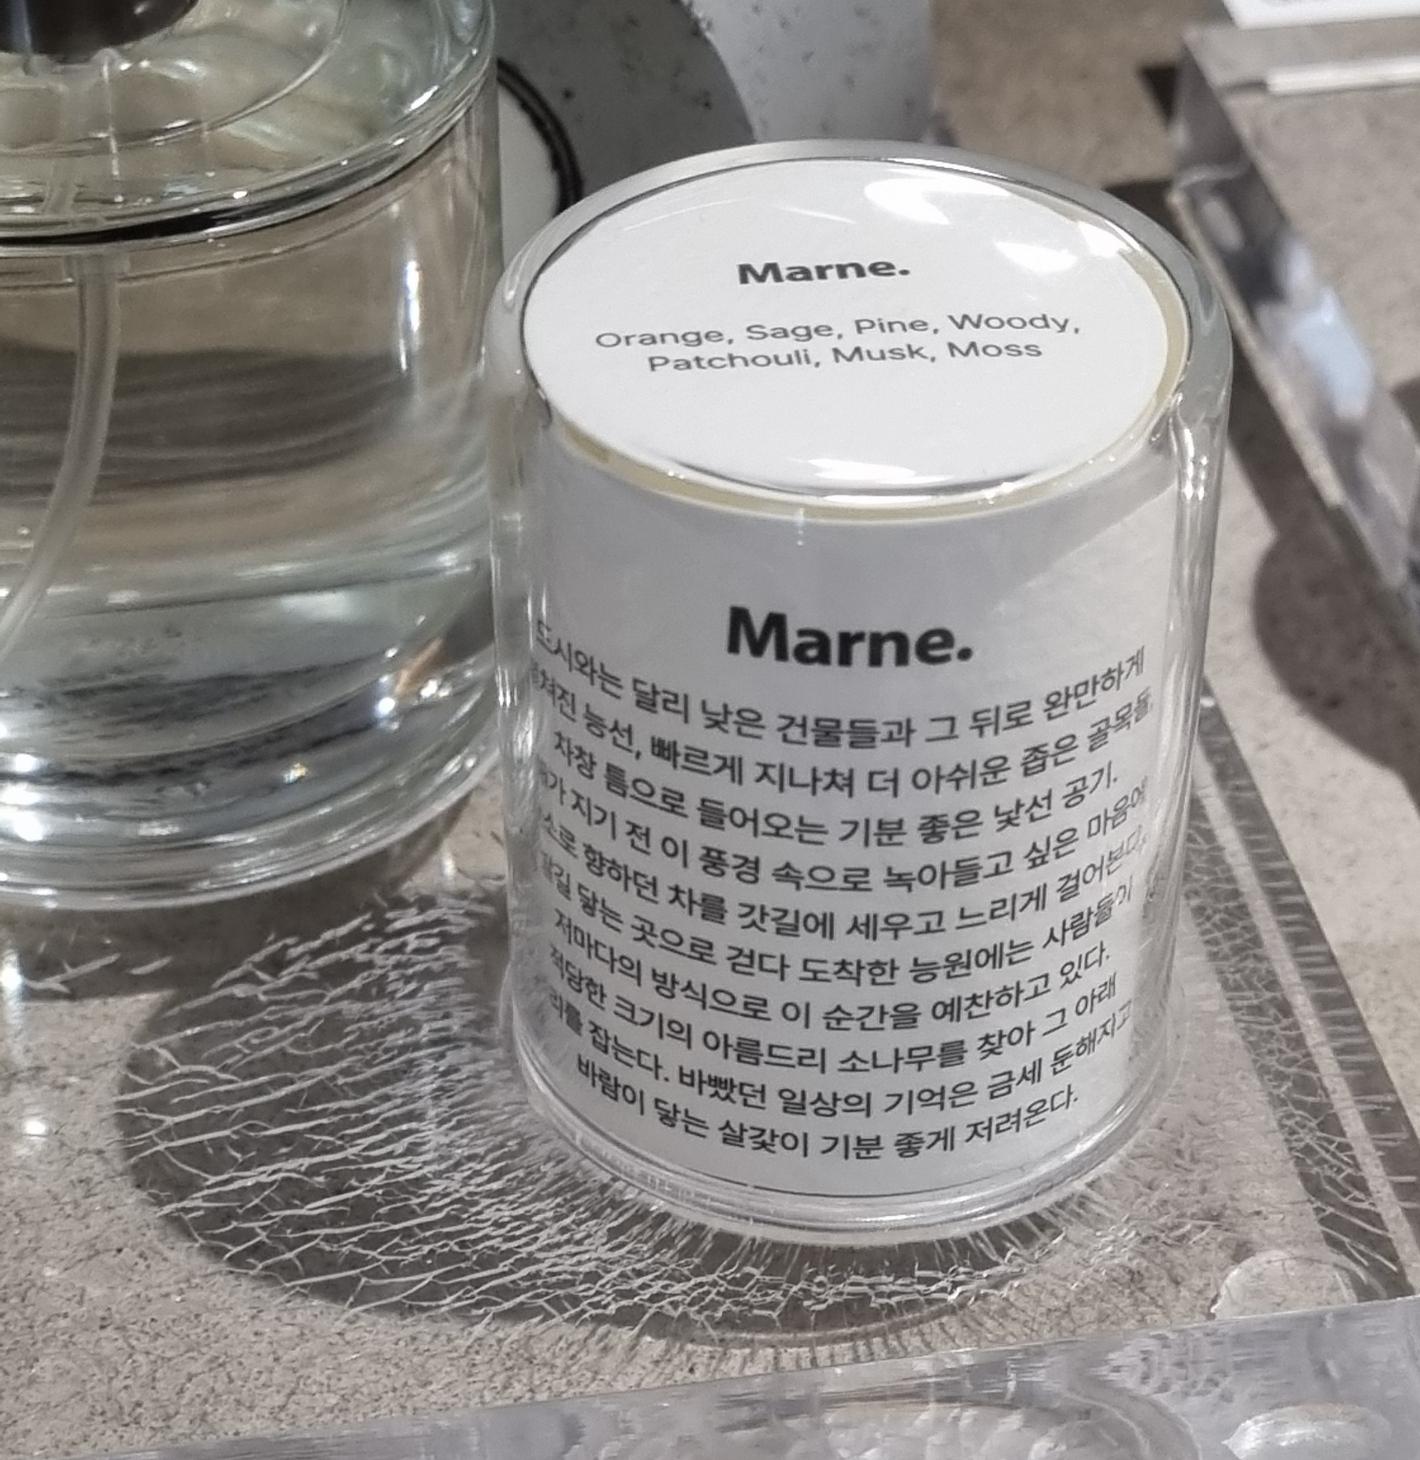 Marne.
Orange, Sage, Pine, Woody,
Patchouli, Musk, Moss
Marne.
도시와는 달리 낮은 건물들과 그 뒤로 완만하게
능선, 빠르게 지나쳐 더 아쉬운 좁은 골목들,
차창 틈으로 들어오는 기분 좋은 낯선 공기.
해가 지기 전 이 풍경 속으로 녹아들고 싶은 마음에
향하던 차를 갓길에 세우고 느리게 걸어본다.
발길 닿는 곳으로 걷다 도착한 능원에는 사람들이
저마다의 방식으로 이 순간을 예찬하고 있다.
적당한 크기의 아름드리 소나무를 찾아 그 아래
자리를 잡는다. 바빴던 일상의 기억은 금세 둔해지고
바람이 닿는 살갗이 기분 좋게 저려온다.